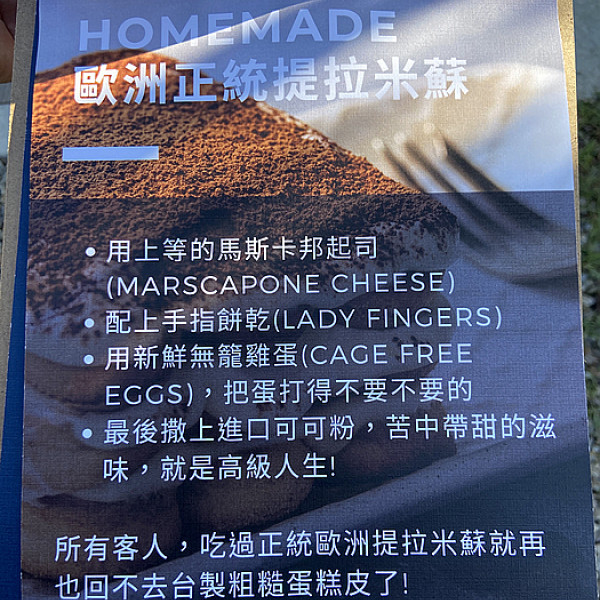 HOMEMADE
歐洲正統提拉米蘇
• 用上等的馬斯卡邦起司
(MARSCAPONE CHEESE)
• 配上手指餅乾(LADY FINGERS)
• 用新鮮無籠雞蛋(CAGE FREE
EGGS)，把蛋打得不要不要的
• 最後撒上進口可可粉，苦中帶甜的滋
味，就是高級人生!
所有客人，吃過正統歐洲提拉米蘇就再
也回不去台製粗糙蛋糕皮了!